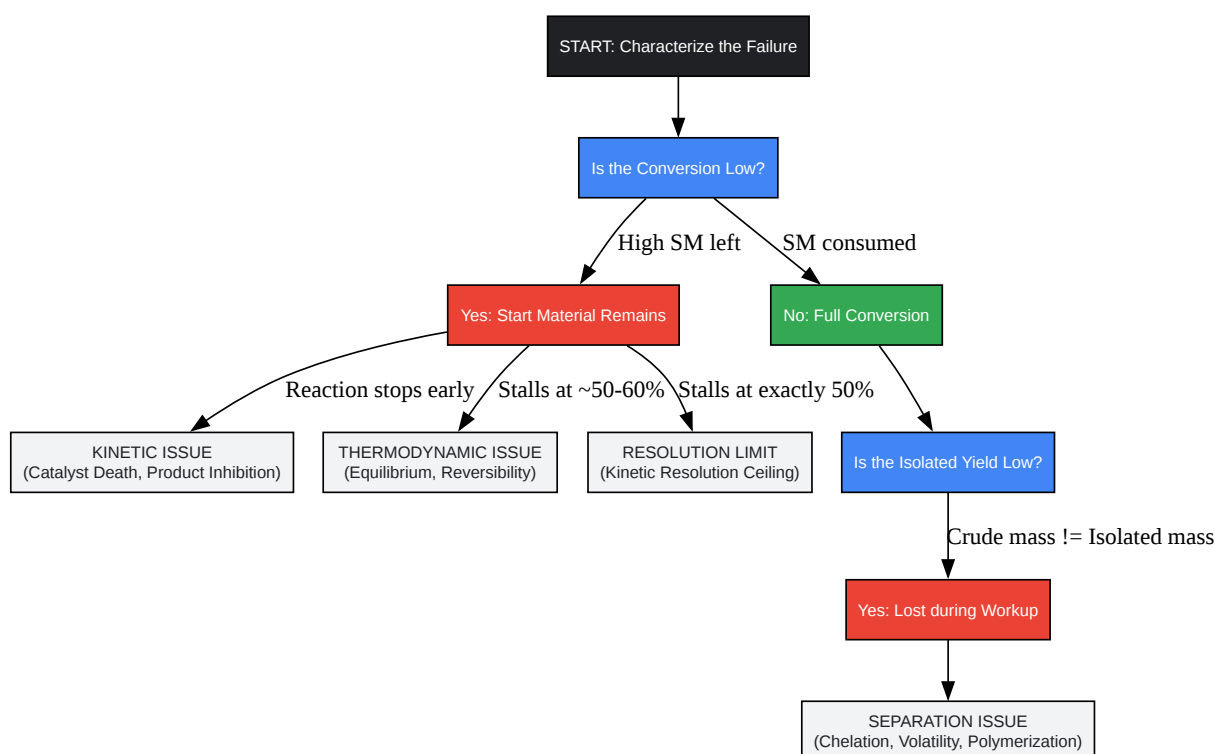 START: Characterize the Failure
Is the Conversion Low?
High SM left
SM consumed
Yes: Start Material Remains
No: Full Conversion
Reaction stops early
Stalls at ~50-60%
Stalls at exactly 50%
KINETIC ISSUE
(Catalyst Death, Product Inhibition)
THERMODYNAMIC ISSUE
(Equilibrium, Reversibility)
RESOLUTION LIMIT
(Kinetic Resolution Ceiling)
Is the Isolated Yield Low?
Crude mass != Isolated mass
Yes: Lost during Workup
SEPARATION ISSUE
(Chelation, Volatility, Polymerization)